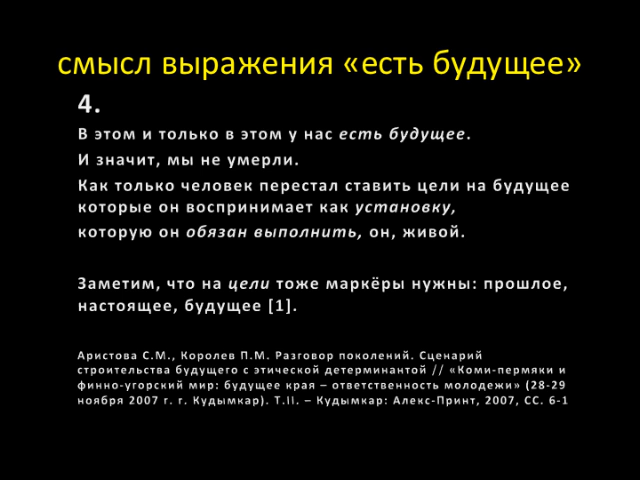 смысл выражения «есть будущее»
4.
В этом и только в этом у нас есть будущее.
И значит, мы не умерли.
Как только человек перестал ставить цели на будущее
которые он воспринимает как установку,
которую он обязан выполнить, он, живой.
Заметим, что на цели тоже маркёры нужны: прошлое,
настоящее, будущее [1].
Аристова С.М., Королев П.М. Разговор поколений. Сценарий
строительства будущего с этической детерминантой // «Коми-пермяки и
финно-угорский мир: будущее края – ответственность молодежи» (28-29
ноября 2007 г. г. Кудымкар). Т.II. – Кудымкар: Алекс-Принт, 2007, СС. 6-1